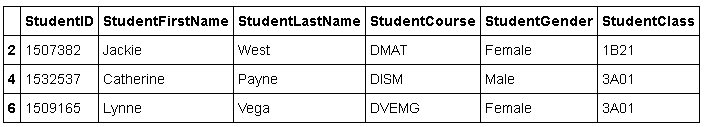 StudentID StudentFirstName StudentLastName StudentCourse StudentGender StudentClass
2 1507382 Jackie West DMAT Female 1B21
4 1532537 Catherine Payne DISM Male 3A01
6 1509165 Lynne Vega DVEMG Female 3A01